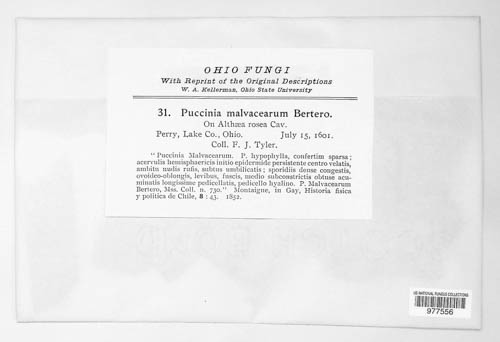 OHIO FUNGI
With Reprint of the Original Descriptions
W. A. Kellerman, Ohio State University
31. Puccinia malvacearum Bertero.
On Althæa rosea Cav.
Perry, Lake Co., Ohio. July 15, 1601.
Coll. F. J. Tyler.
"Puccinia Malvacearum. P. hypophylla, confertim sparsa;
acervulis hemisphæricis initio epidermide persistente centro velatis,
ambitu nudis rufis, subtus umbilicatis; sporidiis dense congestis,
ovoideo-oblongis, levibus, fuscis, medio subconstrictis obtuse acu-
minatis longissime pedicellatis, pedicello hyalino. P. Malvacearum
Bertero, Mss. Coll. n. 730." Montaigne, in Gay, Historia fisica
y politica de Chile, 8: 43. 1852.
US NATIONAL FUNGUS COLLECTIONS
977556